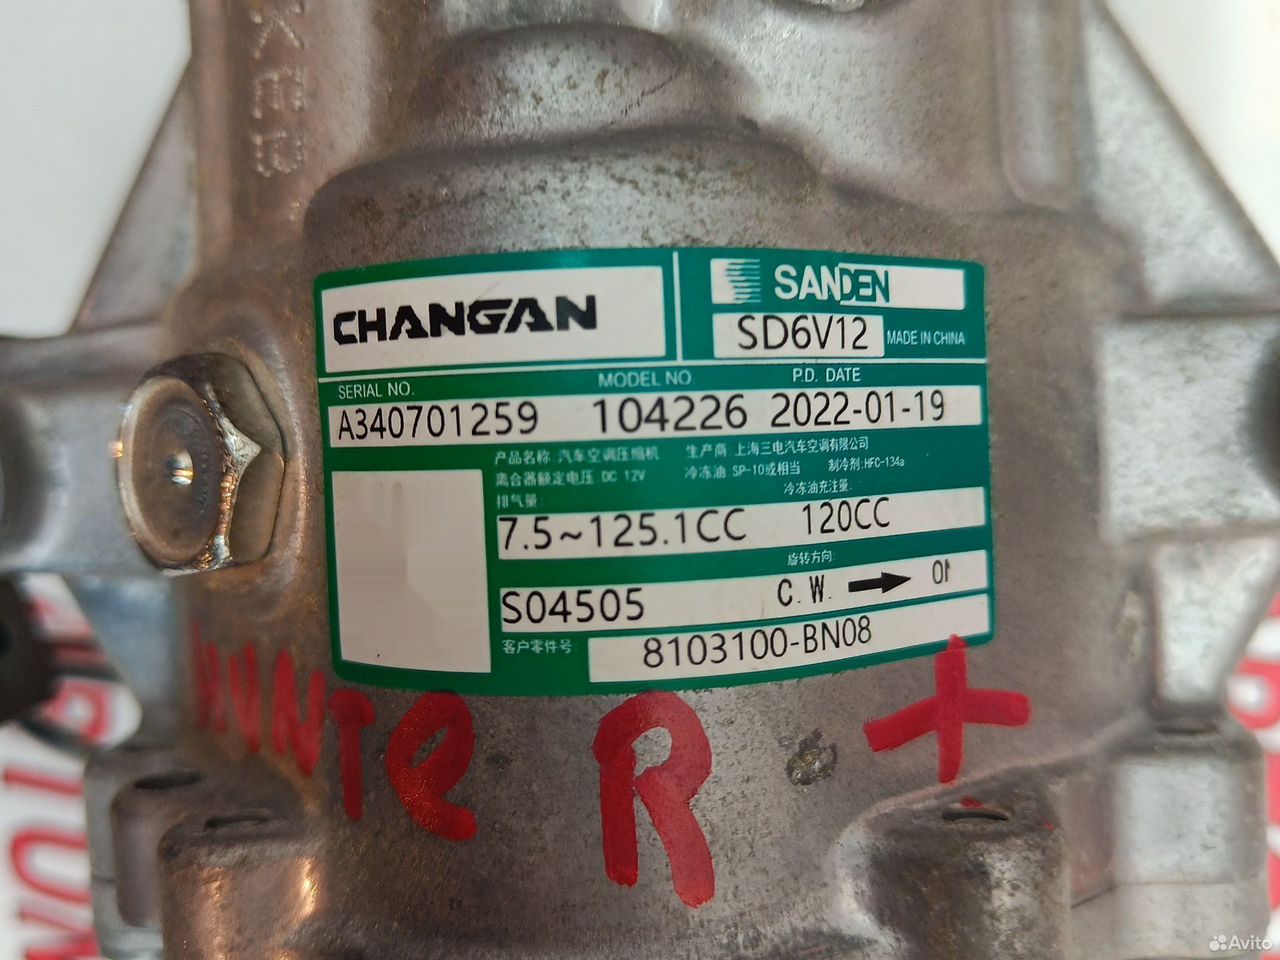 CHANGAN
SANDEN
SD6V12 MADE IN CHINA
SERIAL NO. MODEL NO P.D. DATE
A340701259 104226 2022-01-19
产品名称: 汽车空调压缩机 生产商: 上海三电汽车空调有限公司
离合器额定电压: DC 12V 冷冻油: SP-10或相当 制冷剂:HFC-134a
排气量: 冷冻油充注量:
7.5~125.1CC 120CC
旋转方向:
S04505 C.W. → 01
客户零件号: 8103100-BN08
HUNTeR +
Avito